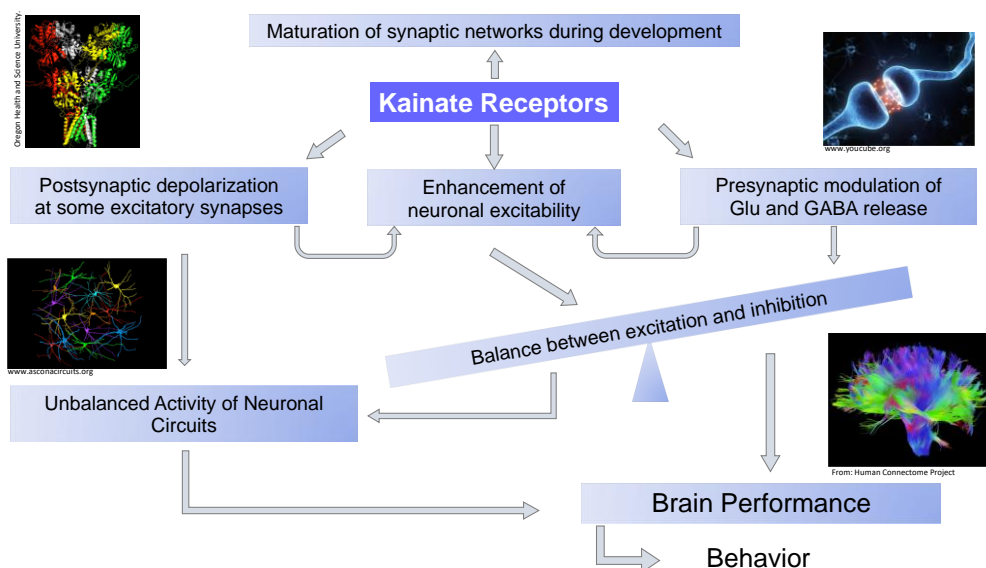 Oregon Health and Science University.
Maturation of synaptic networks during development
Kainate Receptors
www.youcube.org
Postsynaptic depolarization
at some excitatory synapses
Enhancement of
neuronal excitability
Presynaptic modulation of
Glu and GABA release
Balance between excitation and inhibition
www.asconacircuits.org
Unbalanced Activity of Neuronal
Circuits
From: Human Connectome Project
Brain Performance
Behavior